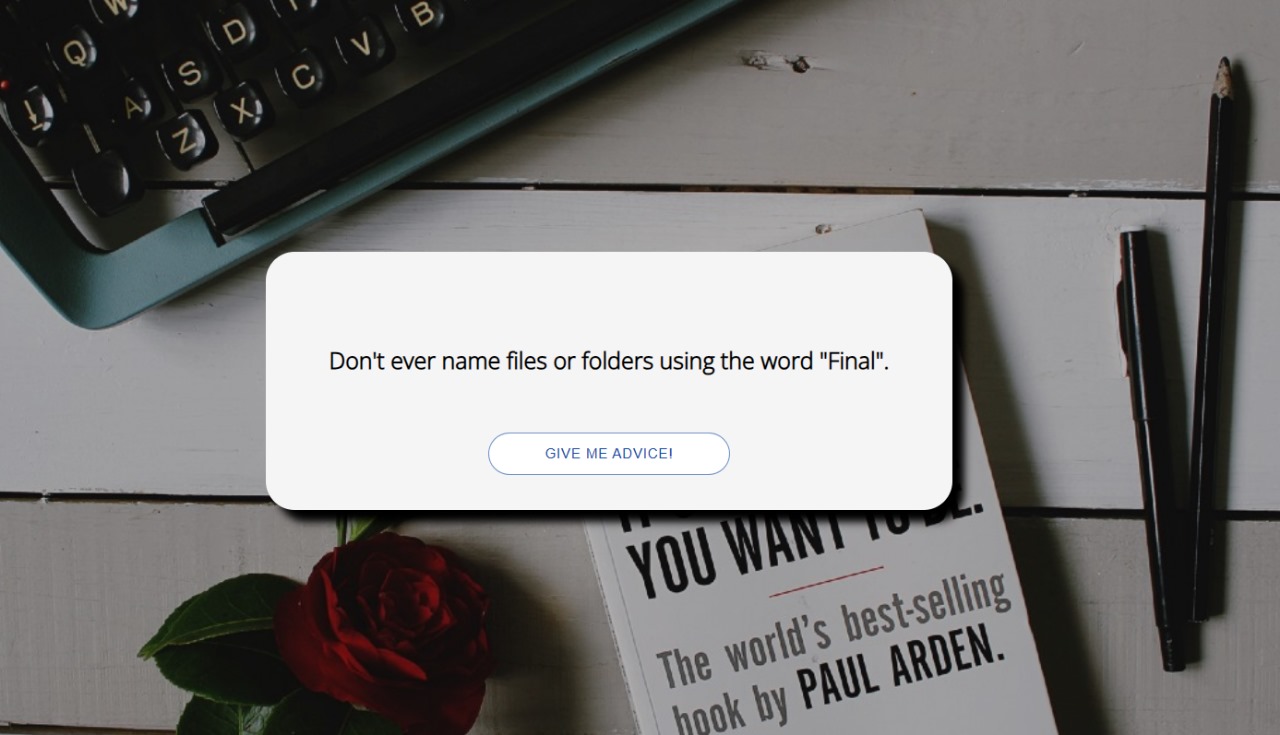 W
Q D
S C V B
A X
Z
Don't ever name files or folders using the word "Final".
GIVE ME ADVICE!
YOU WANT TO BE.
The world's best-selling
book by PAUL ARDEN.